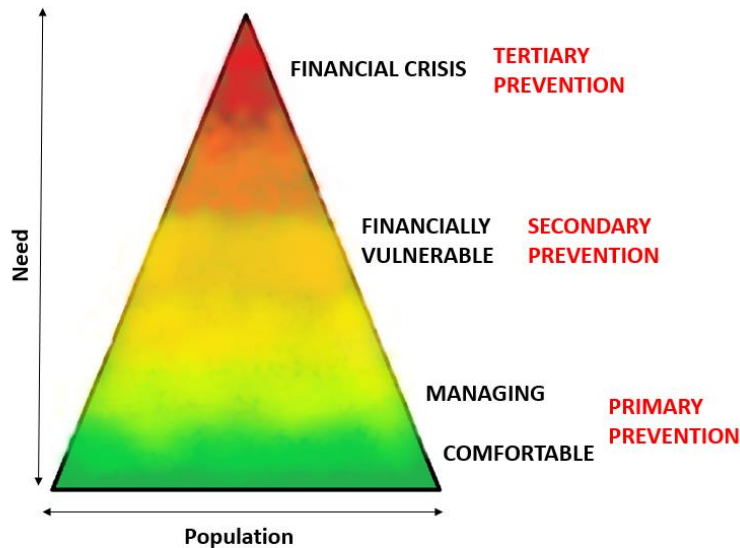 FINANCIAL CRISIS
TERTIARY
PREVENTION
FINANCIALLY
VULNERABLE
SECONDARY
PREVENTION
MANAGING
COMFORTABLE
PRIMARY
PREVENTION
Need
Population